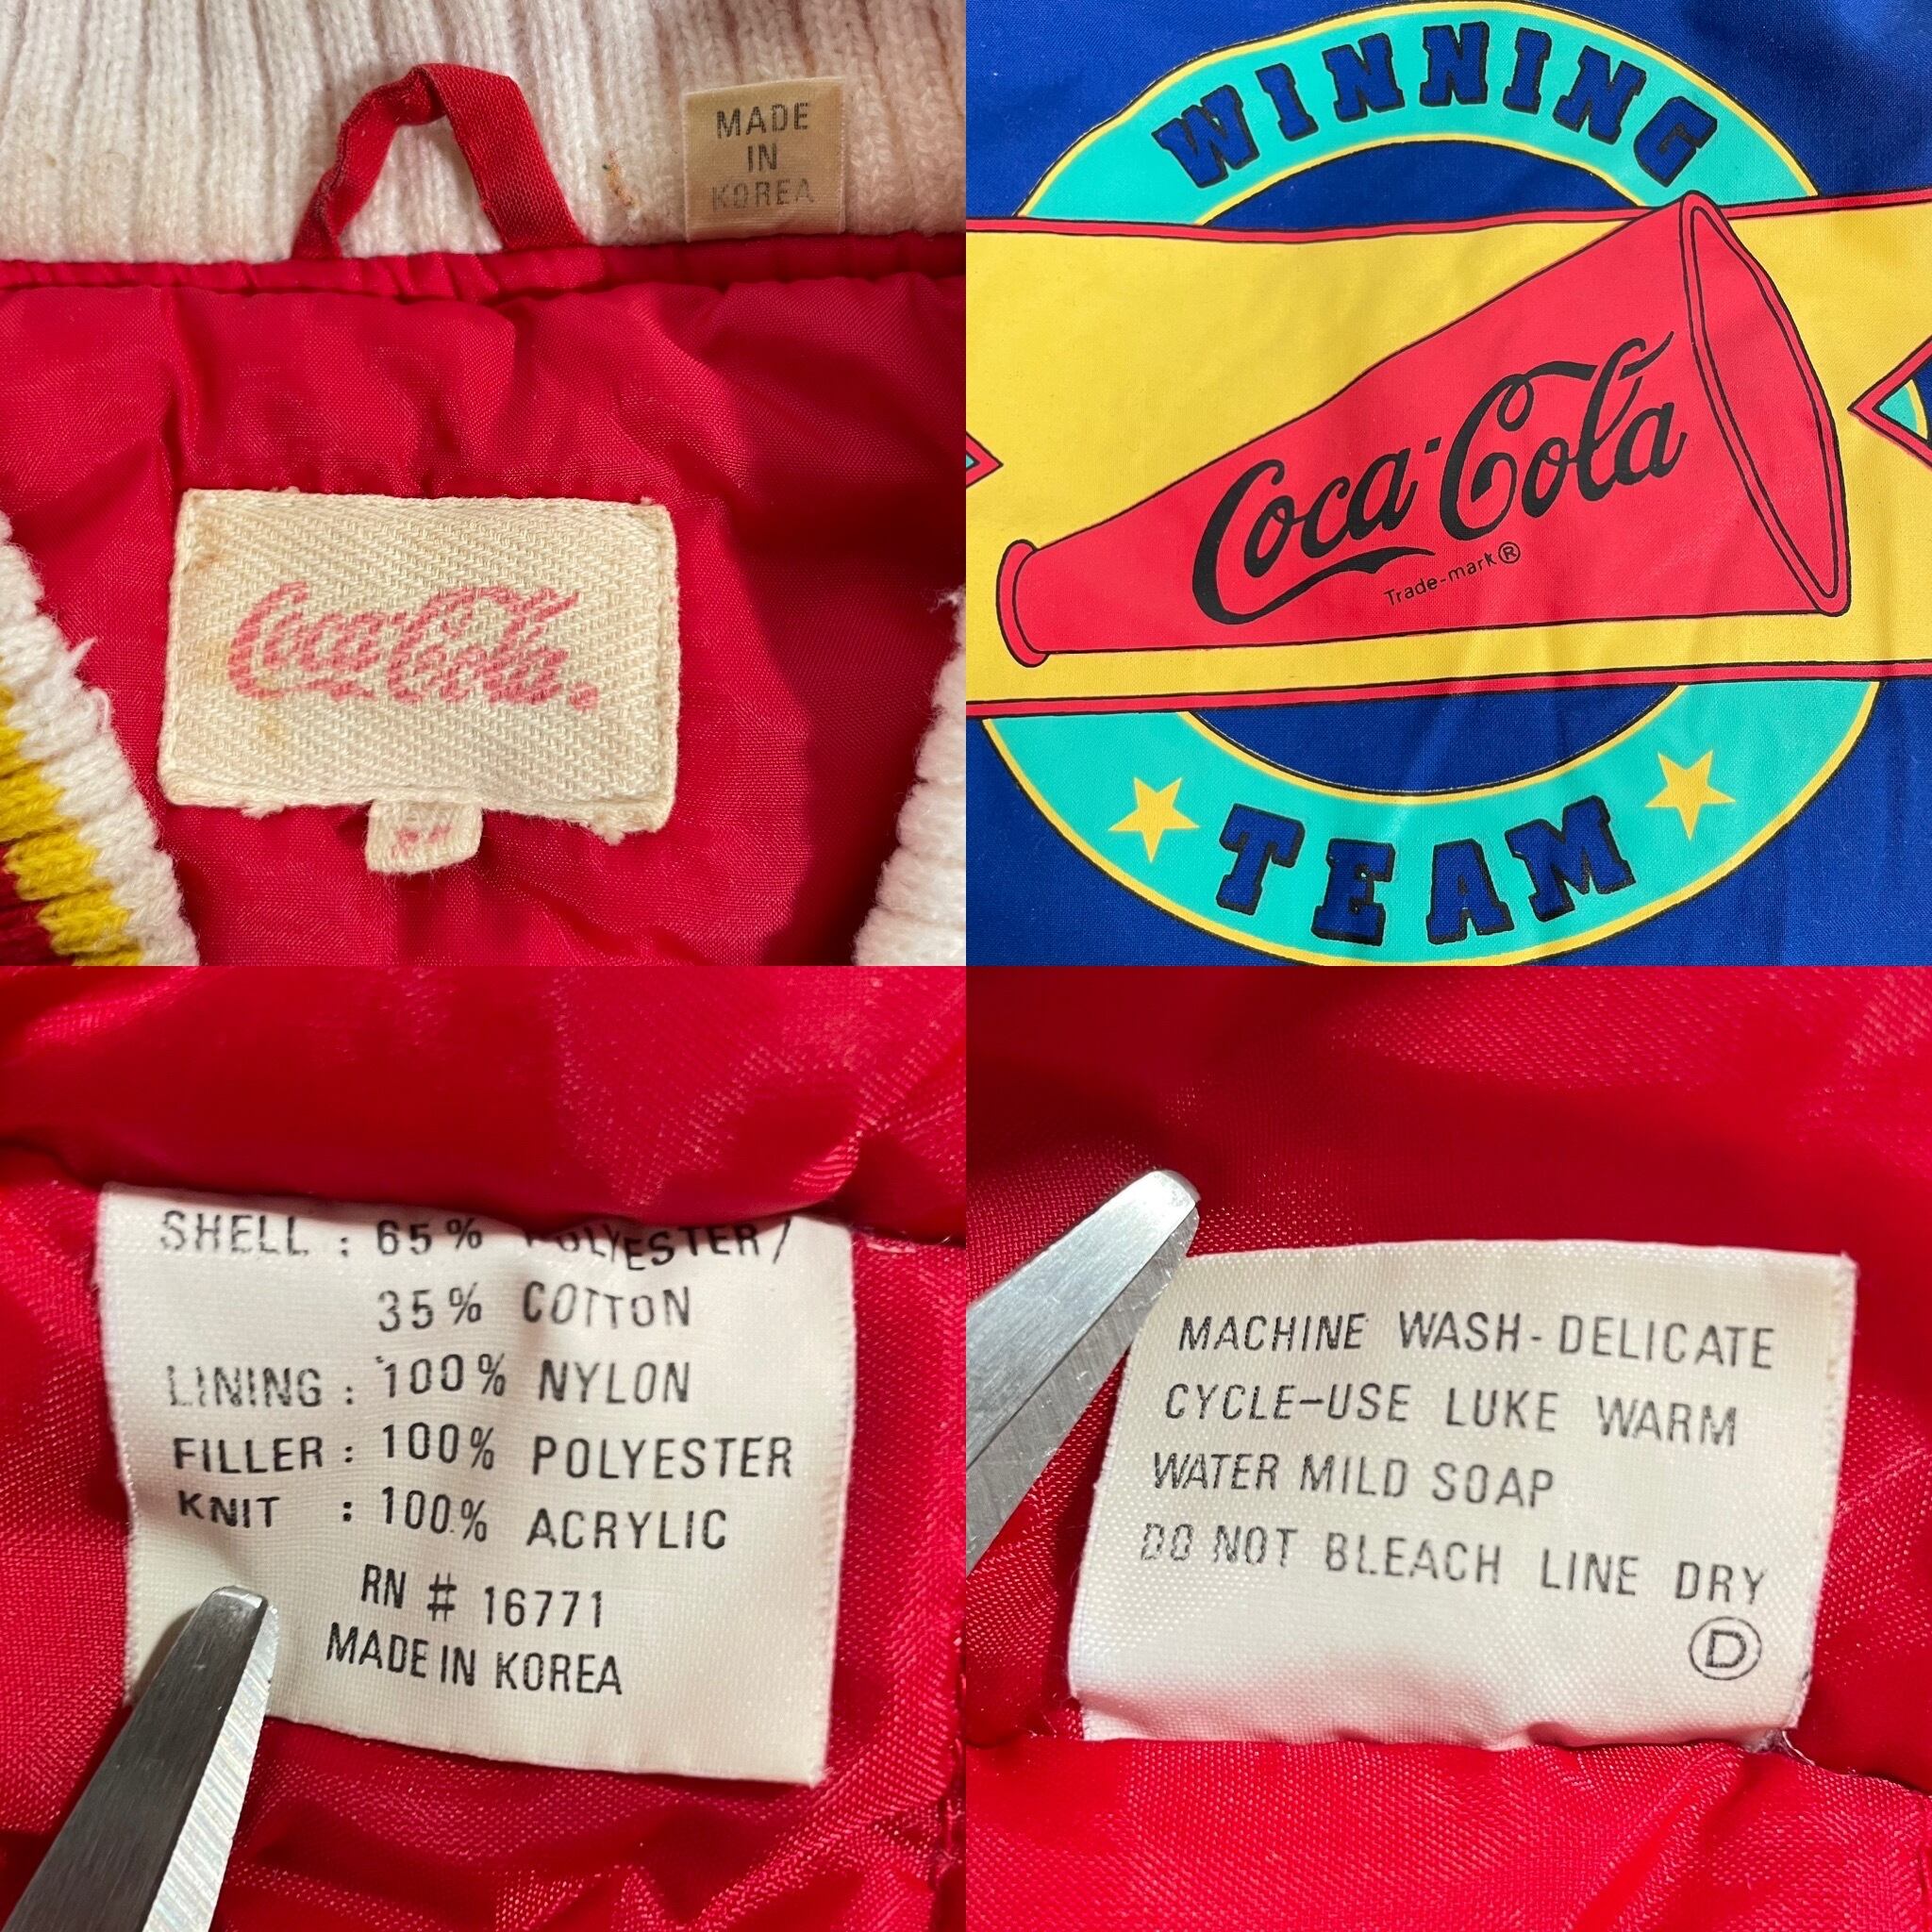 MADE
IN
KOREA
Coca-Cola®
WINNING
Coca-Cola
Trade-mark®
TEAM
SHELL : 65% POLYESTER/
35% COTTON
LINING : 100% NYLON
FILLER : 100% POLYESTER
KNIT : 100% ACRYLIC
RN # 16771
MADE IN KOREA
MACHINE WASH-DELICATE
CYCLE-USE LUKE WARM
WATER MILD SOAP
DO NOT BLEACH LINE DRY
D